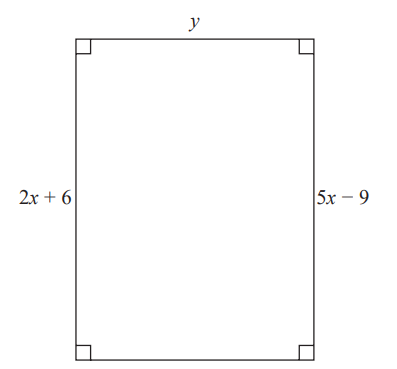 y
2x + 6
5x − 9